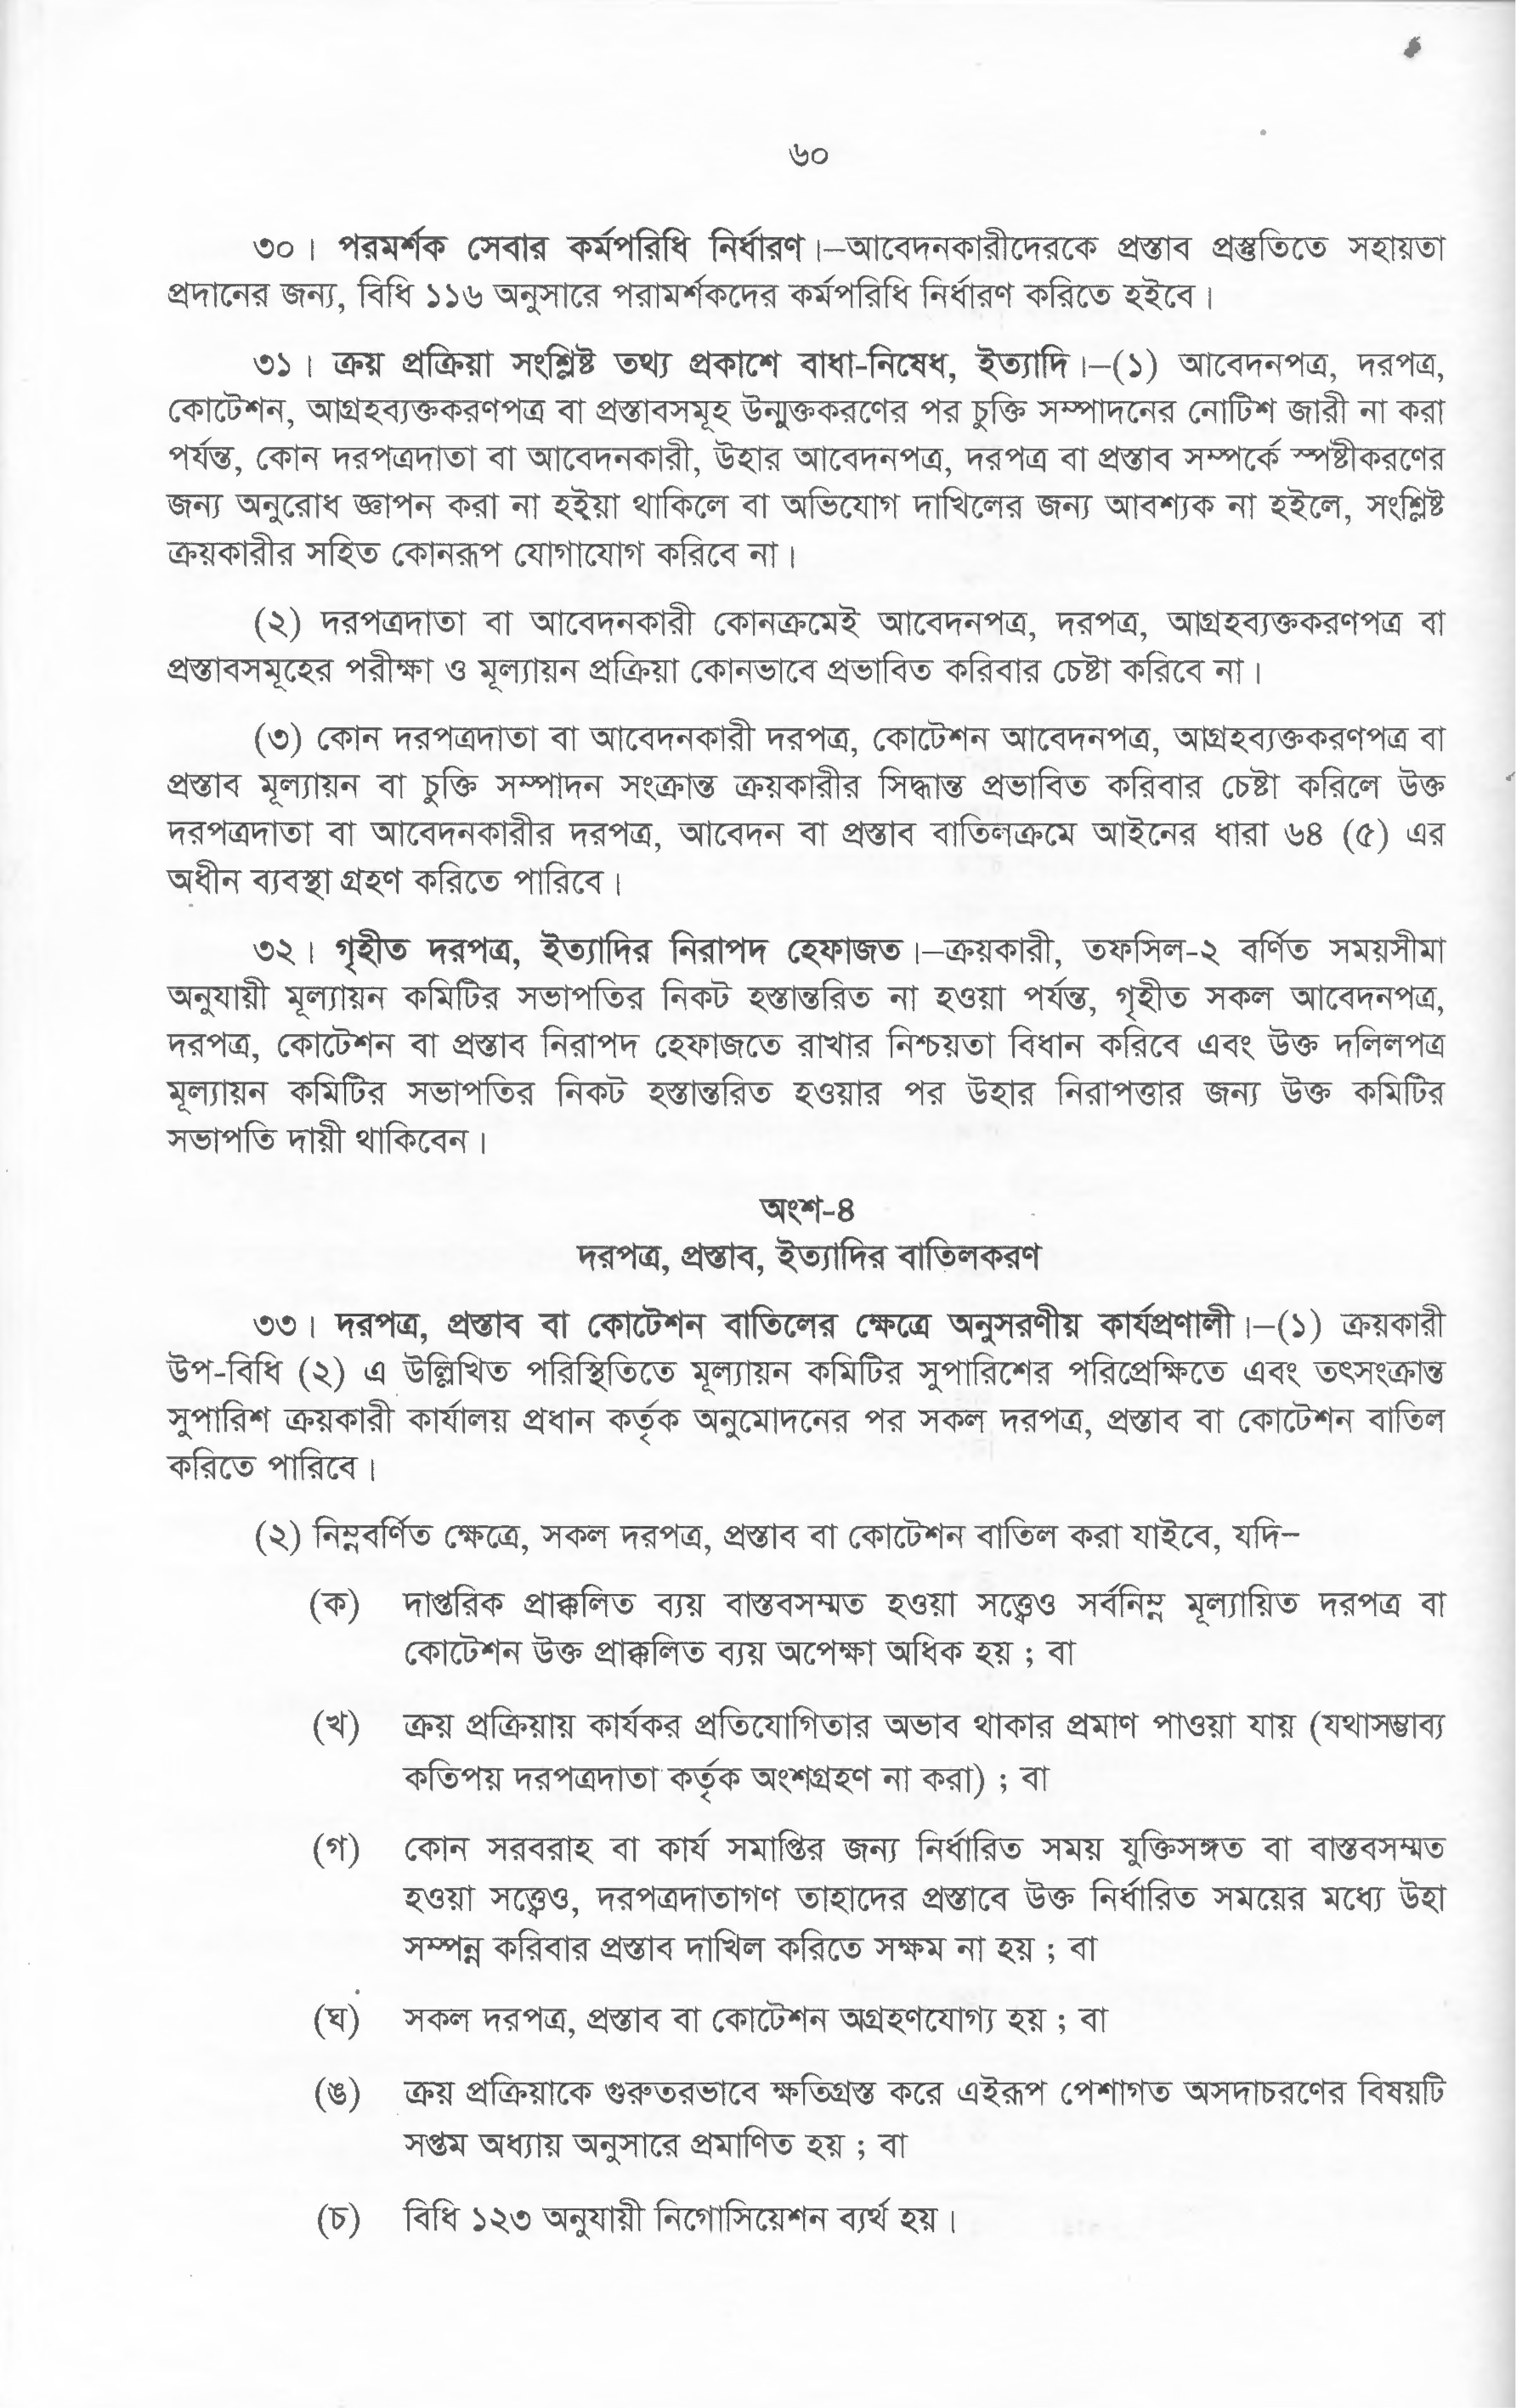 ৬০
৩০। পরমর্শক সেবার কর্মপরিধি নির্ধারণ।–আবেদনকারীদেরকে প্রস্তাব প্রস্তুতিতে সহায়তা
প্রদানের জন্য, বিধি ১১৬ অনুসারে পরামর্শকদের কর্মপরিধি নির্ধারণ করিতে হইবে।
৩১। ক্রয় প্রক্রিয়া সংশ্লিষ্ট তথ্য প্রকাশে বাধা-নিষেধ, ইত্যাদি।–(১) আবেদনপত্র, দরপত্র,
কোটেশন, আগ্রহব্যক্তকরণপত্র বা প্রস্তাবসমূহ উন্মুক্তকরণের পর চুক্তি সম্পাদনের নোটিশ জারী না করা
পর্যন্ত, কোন দরপত্রদাতা বা আবেদনকারী, উহার আবেদনপত্র, দরপত্র বা প্রস্তাব সম্পর্কে স্পষ্টীকরণের
জন্য অনুরোধ জ্ঞাপন করা না হইয়া থাকিলে বা অভিযোগ দাখিলের জন্য আবশ্যক না হইলে, সংশ্লিষ্ট
ক্রয়কারীর সহিত কোনরূপ যোগাযোগ করিবে না।
(২) দরপত্রদাতা বা আবেদনকারী কোনক্রমেই আবেদনপত্র, দরপত্র, আগ্রহব্যক্তকরণপত্র বা
প্রস্তাবসমূহের পরীক্ষা ও মূল্যায়ন প্রক্রিয়া কোনভাবে প্রভাবিত করিবার চেষ্টা করিবে না।
(৩) কোন দরপত্রদাতা বা আবেদনকারী দরপত্র, কোটেশন আবেদনপত্র, আগ্রহব্যক্তকরণপত্র বা
প্রস্তাব মূল্যায়ন বা চুক্তি সম্পাদন সংক্রান্ত ক্রয়কারীর সিদ্ধান্ত প্রভাবিত করিবার চেষ্টা করিলে উক্ত
দরপত্রদাতা বা আবেদনকারীর দরপত্র, আবেদন বা প্রস্তাব বাতিলক্রমে আইনের ধারা ৬৪ (৫) এর
অধীন ব্যবস্থা গ্রহণ করিতে পারিবে।
৩২। গৃহীত দরপত্র, ইত্যাদির নিরাপদ হেফাজত।–ক্রয়কারী, তফসিল-২ বর্ণিত সময়সীমা
অনুযায়ী মূল্যায়ন কমিটির সভাপতির নিকট হস্তান্তরিত না হওয়া পর্যন্ত, গৃহীত সকল আবেদনপত্র,
দরপত্র, কোটেশন বা প্রস্তাব নিরাপদ হেফাজতে রাখার নিশ্চয়তা বিধান করিবে এবং উক্ত দলিলপত্র
মূল্যায়ন কমিটির সভাপতির নিকট হস্তান্তরিত হওয়ার পর উহার নিরাপত্তার জন্য উক্ত কমিটির
সভাপতি দায়ী থাকিবেন।
অংশ-৪
দরপত্র, প্রস্তাব, ইত্যাদির বাতিলকরণ
৩৩। দরপত্র, প্রস্তাব বা কোটেশন বাতিলের ক্ষেত্রে অনুসরণীয় কার্যপ্রণালী।–(১) ক্রয়কারী
উপ-বিধি (২) এ উল্লিখিত পরিস্থিতিতে মূল্যায়ন কমিটির সুপারিশের পরিপ্রেক্ষিতে এবং তৎসংক্রান্ত
সুপারিশ ক্রয়কারী কার্যালয় প্রধান কর্তৃক অনুমোদনের পর সকল দরপত্র, প্রস্তাব বা কোটেশন বাতিল
করিতে পারিবে।
(২) নিম্নবর্ণিত ক্ষেত্রে, সকল দরপত্র, প্রস্তাব বা কোটেশন বাতিল করা যাইবে, যদি–
(ক) দাপ্তরিক প্রাক্কলিত ব্যয় বাস্তবসম্মত হওয়া সত্ত্বেও সর্বনিম্ন মূল্যায়িত দরপত্র বা
কোটেশন উক্ত প্রাক্কলিত ব্যয় অপেক্ষা অধিক হয় ; বা
(খ) ক্রয় প্রক্রিয়ায় কার্যকর প্রতিযোগিতার অভাব থাকার প্রমাণ পাওয়া যায় (যথাসম্ভাব্য
কতিপয় দরপত্রদাতা কর্তৃক অংশগ্রহণ না করা) ; বা
(গ) কোন সরবরাহ বা কার্য সমাপ্তির জন্য নির্ধারিত সময় যুক্তিসঙ্গত বা বাস্তবসম্মত
হওয়া সত্ত্বেও, দরপত্রদাতাগণ তাহাদের প্রস্তাবে উক্ত নির্ধারিত সময়ের মধ্যে উহা
সম্পন্ন করিবার প্রস্তাব দাখিল করিতে সক্ষম না হয় ; বা
(ঘ) সকল দরপত্র, প্রস্তাব বা কোটেশন অগ্রহণযোগ্য হয় ; বা
(ঙ) ক্রয় প্রক্রিয়াকে গুরুতরভাবে ক্ষতিগ্রস্ত করে এইরূপ পেশাগত অসদাচরণের বিষয়টি
সপ্তম অধ্যায় অনুসারে প্রমাণিত হয় ; বা
(চ) বিধি ১২৩ অনুযায়ী নিগোসিয়েশন ব্যর্থ হয়।